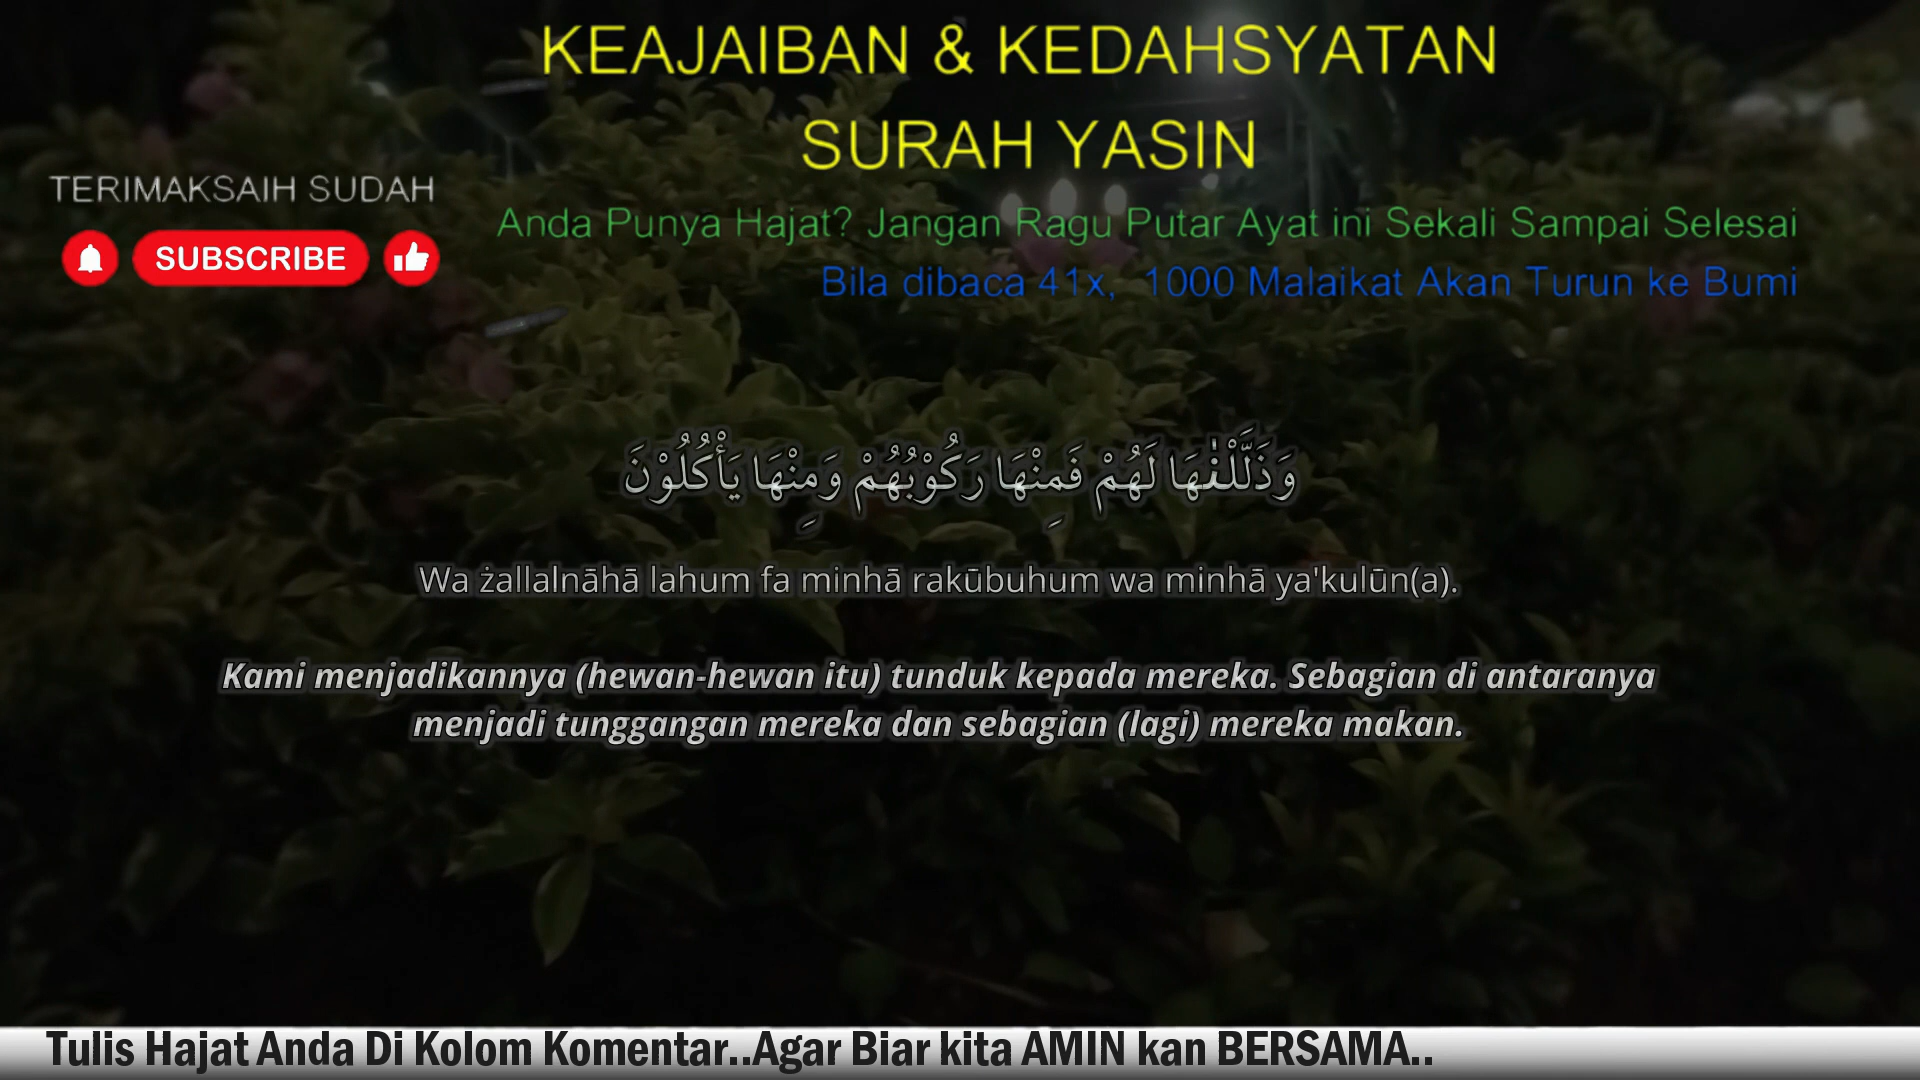 KEAJAIBAN & KEDAHSYATAN
SURAH YASIN
TERIMAKSAIH SUDAH
SUBSCRIBE
Anda Punya Hajat? Jangan Ragu Putar Ayat ini Sekali Sampai Selesai
Bila dibaca 41x, 1000 Malaikat Akan Turun ke Bumi
وَذَلَّلْنٰهَا لَهُمْ فَمِنْهَا رَكُوْبُهُمْ وَمِنْهَا يَأْكُلُوْنَ
Wa żallalnāhā lahum fa minhā rakūbuhum wa minhā ya'kulūn(a).
Kami menjadikannya (hewan-hewan itu) tunduk kepada mereka. Sebagian di antaranya
menjadi tunggangan mereka dan sebagian (lagi) mereka makan.
Tulis Hajat Anda Di Kolom Komentar..Agar Biar kita AMIN kan BERSAMA..